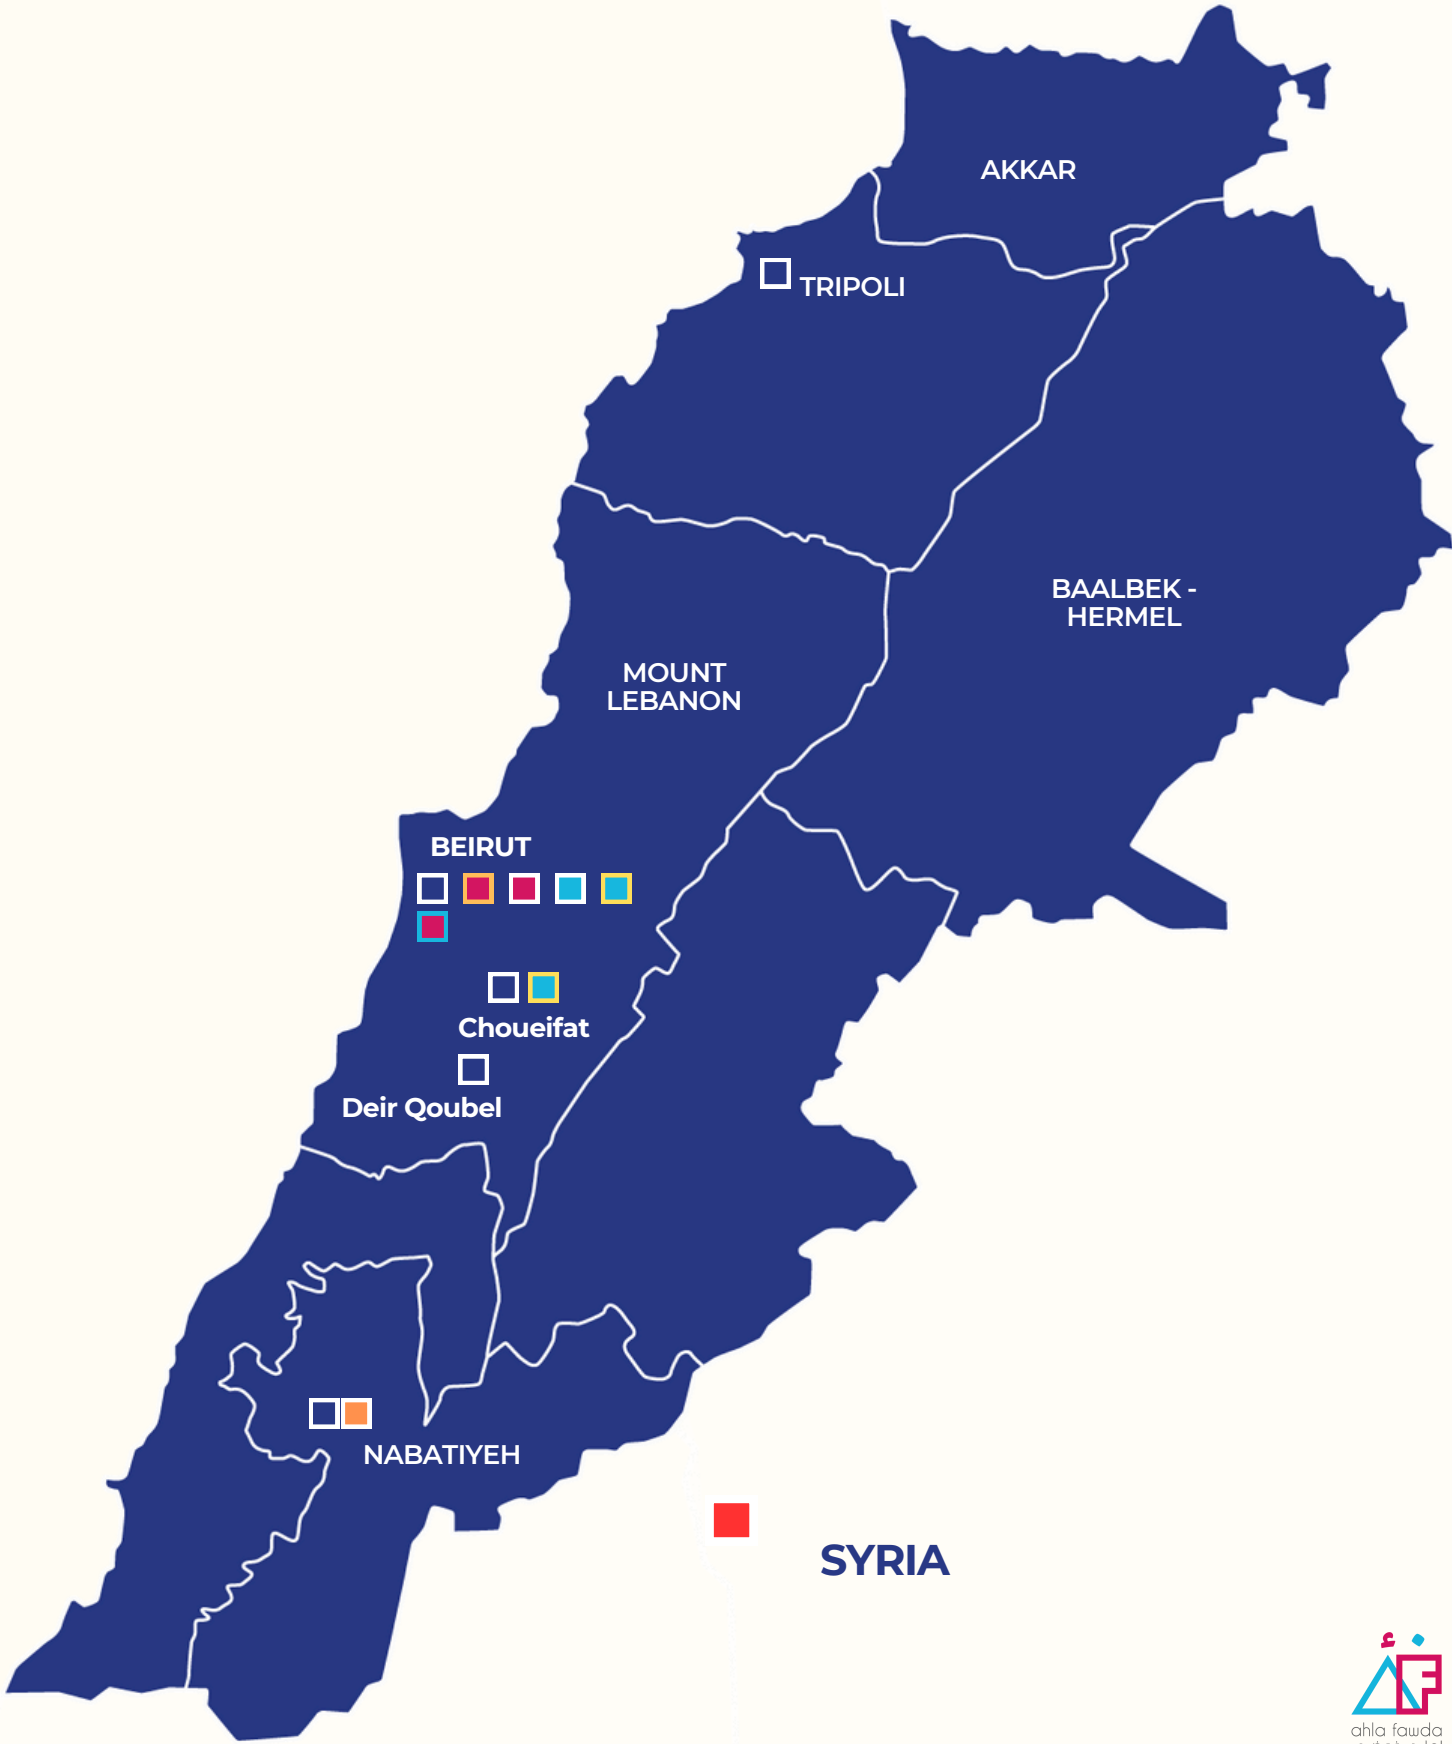 AKKAR
TRIPOLI
BAALBEK -
HERMEL
MOUNT
LEBANON
BEIRUT
Choueifat
Deir Qoubel
NABATIYEH
SYRIA
ahla fawda